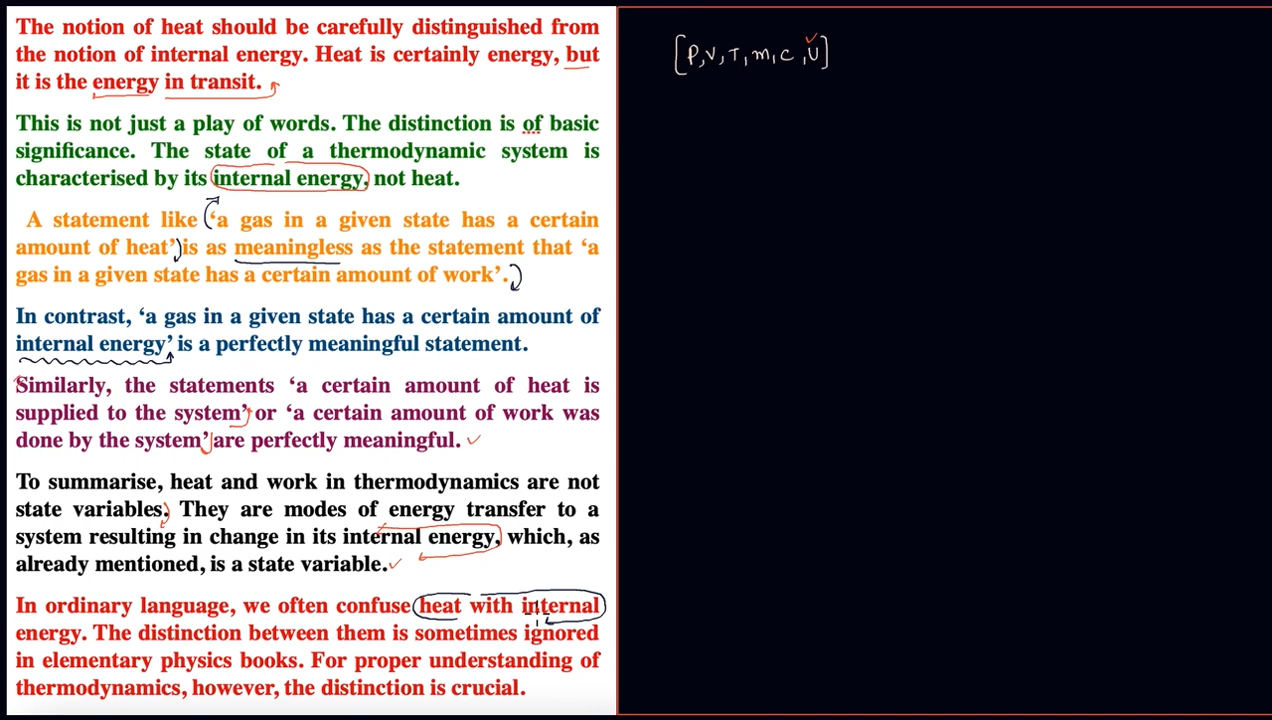 The notion of heat should be carefully distinguished from
the notion of internal energy. Heat is certainly energy, but
it is the energy in transit.
This is not just a play of words. The distinction is of basic
significance. The state of a thermodynamic system is
characterised by its internal energy, not heat.
A statement like ‘a gas in a given state has a certain
amount of heat’ is as meaningless as the statement that ‘a
gas in a given state has a certain amount of work’.
In contrast, ‘a gas in a given state has a certain amount of
internal energy’ is a perfectly meaningful statement.
Similarly, the statements ‘a certain amount of heat is
supplied to the system’ or ‘a certain amount of work was
done by the system’ are perfectly meaningful.
To summarise, heat and work in thermodynamics are not
state variables. They are modes of energy transfer to a
system resulting in change in its internal energy, which, as
already mentioned, is a state variable.
In ordinary language, we often confuse heat with internal
energy. The distinction between them is sometimes ignored
in elementary physics books. For proper understanding of
thermodynamics, however, the distinction is crucial.
[P,V,T,m,C,U]